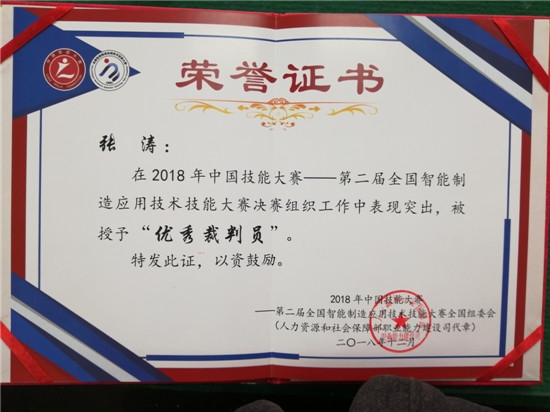 荣誉证书
张 涛：
在2018年中国技能大赛——第二届全国智能制
造应用技术技能大赛决赛组织工作中表现突出，被
授予“优秀裁判员”。
特发此证，以资鼓励。
2018年中国技能大赛
——第二届全国智能制造应用技术技能大赛全国组委会
（人力资源和社会保障部职业能力建设司代章）
二〇一八年十二月